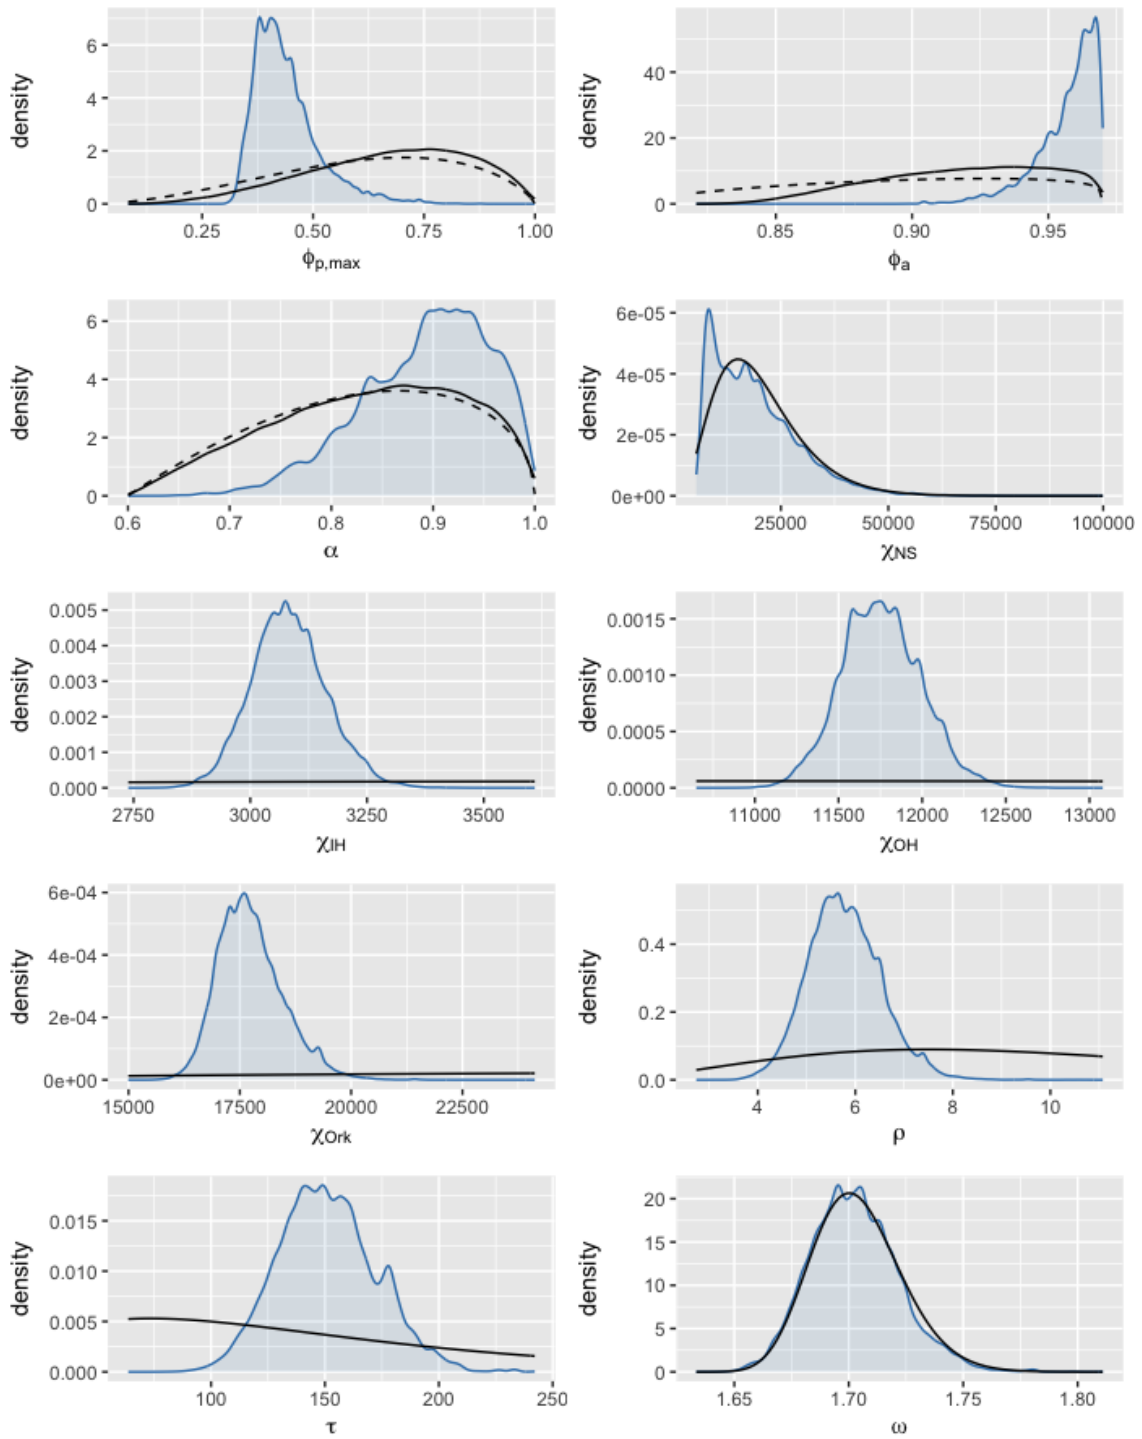 density
6
4
2
0
0.25 0.50 0.75 1.00
ϕp,max
density
40
20
0
0.85 0.90 0.95
ϕa
density
6
4
2
0
0.6 0.7 0.8 0.9 1.0
α
density
6e-05
4e-05
2e-05
0e+00
25000 50000 75000 100000
χNS
density
0.005
0.004
0.003
0.002
0.001
0.000
2750 3000 3250 3500
χIH
density
0.0015
0.0010
0.0005
0.0000
11000 11500 12000 12500 13000
χOH
density
6e-04
4e-04
2e-04
0e+00
15000 17500 20000 22500
χOrk
density
0.4
0.2
0.0
4 6 8 10
ρ
density
0.015
0.010
0.005
0.000
100 150 200 250
τ
density
20
15
10
5
0
1.65 1.70 1.75 1.80
ω